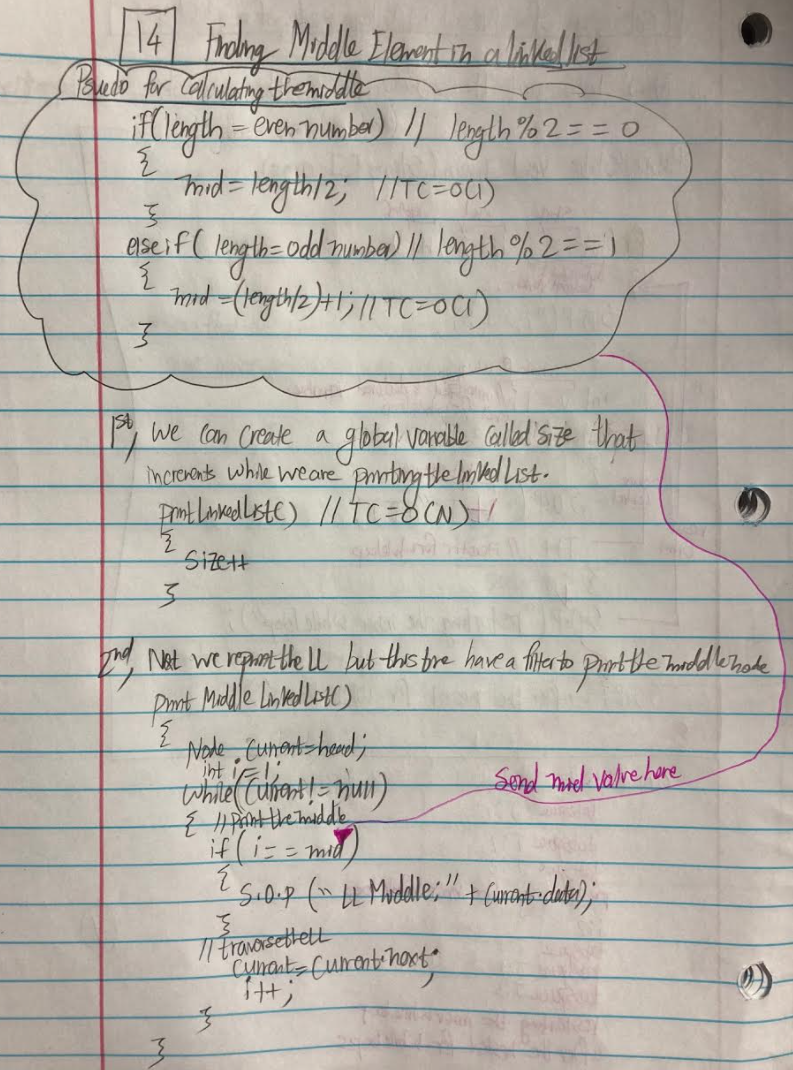 14 Finding Middle Element in a linked list
Psuedo for calculating the middle
if(length = even number) // length % 2 == 0
{
mid = length/2; //TC=O(1)
}
else if( length = odd number) // length % 2 == 1
{
mid = (length/2)+1; //TC=O(1)
}
1st, we can create a global variable called size that
increments while we are printing the linked List.
print Linked List() //TC=O(N)
{
Size++
}
2nd, we reprint the LL but this time have a filter to print the middle node
print Middle Linked List()
{
Node current=head;
int i=1;
while(current!=null)
{ //print the middle
if(i==mid)
{
S.O.P("LL Middle:" + current.data);
}
//traverse the LL
current=current.next;
i++;
}
}
Send mid value here